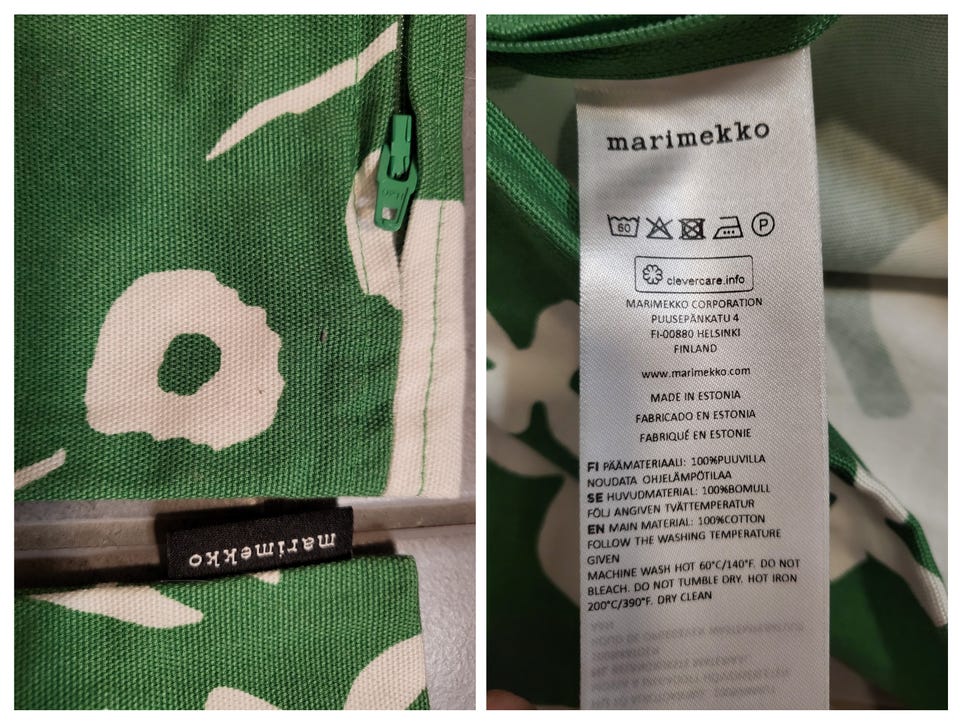 marimekko
marimekko
60 P
clevercare.info
MARIMEKKO CORPORATION
PUUSEPÄNKATU 4
FI-00880 HELSINKI
FINLAND
www.marimekko.com
MADE IN ESTONIA
FABRICADO EN ESTONIA
FABRIQUÉ EN ESTONIE
FI PÄÄMATERIAALI: 100%PUUVILLA
NOUDATA OHJELÄMPÖTILAA
SE HUVUDMATERIAL: 100%BOMULL
FÖLJ ANGIVEN TVÄTTEMPERATUR
EN MAIN MATERIAL: 100%COTTON
FOLLOW THE WASHING TEMPERATURE
GIVEN
MACHINE WASH HOT 60°C/140°F. DO NOT
BLEACH. DO NOT TUMBLE DRY. HOT IRON
200°C/390°F. DRY CLEAN